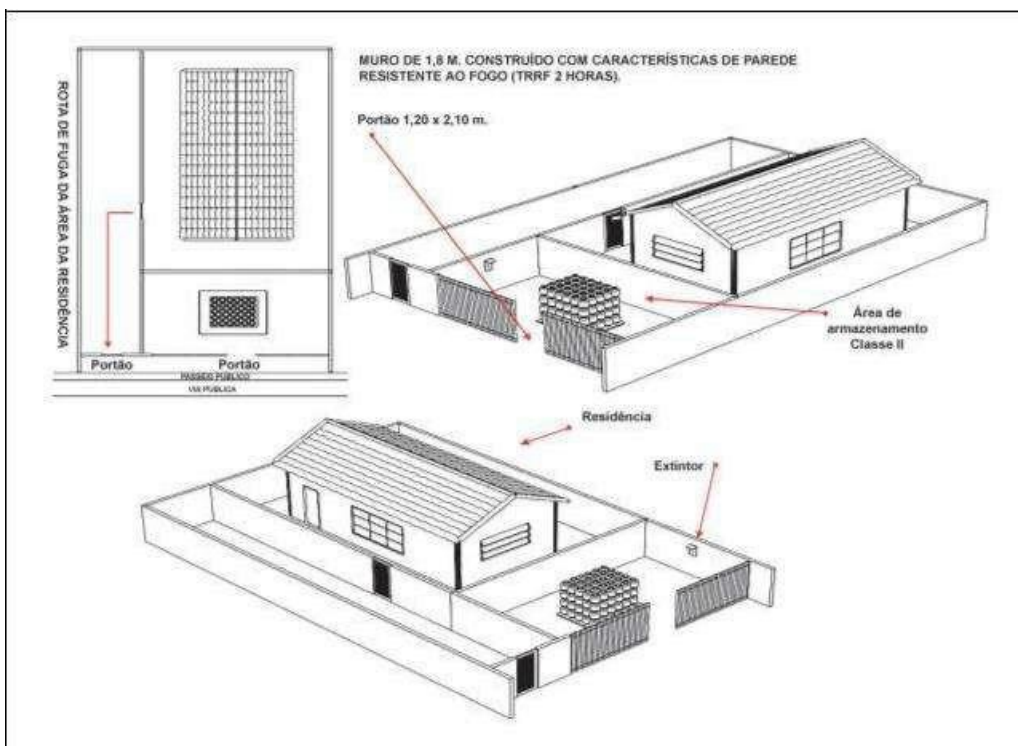 MURO DE 1,8 M. CONSTRUÍDO COM CARACTERÍSTICAS DE PAREDE
RESISTENTE AO FOGO (TRRF 2 HORAS).
ROTA DE FUGA DA ÁREA DA RESIDÊNCIA
Portão 1,20 x 2,10 m.
Portão
Portão
PASSEIO PÚBLICO
VIA PÚBLICA
Área de
armazenamento
Classe II
Residência
Extintor